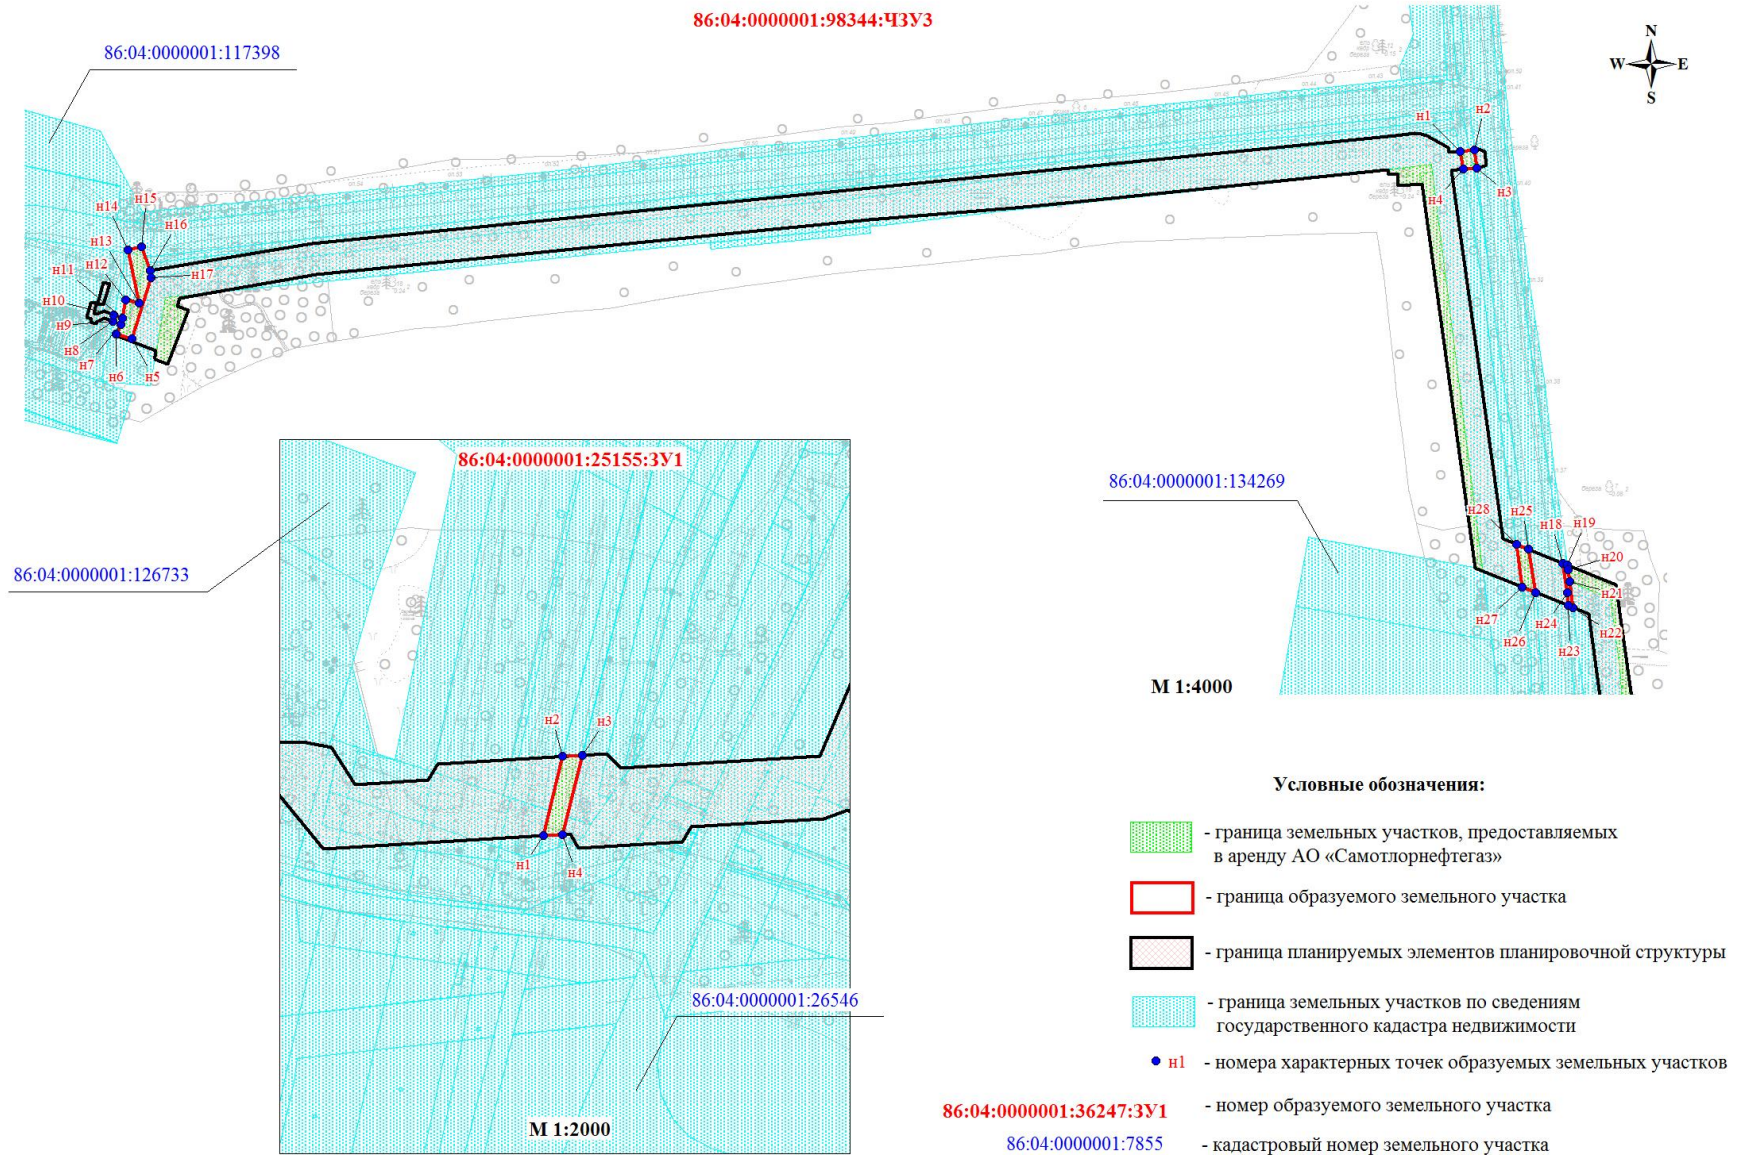 86:04:0000001:98344:ЧЗУ3
86:04:0000001:117398
N
W E
S
н1
н2
н3
н4
н15
н14
н16
н13
н17
н12
н11
н10
н9
н8
н7
н6
н5
86:04:0000001:25155:ЗУ1
86:04:0000001:134269
н28
н25
н18
н19
н20
н21
н27
н24
н22
н26
н23
86:04:0000001:126733
М 1:4000
н2
н3
н1
н4
86:04:0000001:26546
М 1:2000
Условные обозначения:
- граница земельных участков, предоставляемых
в аренду АО «Самотлорнефтегаз»
- граница образуемого земельного участка
- граница планируемых элементов планировочной структуры
- граница земельных участков по сведениям
государственного кадастра недвижимости
н1 - номера характерных точек образуемых земельных участков
86:04:0000001:36247:ЗУ1 - номер образуемого земельного участка
86:04:0000001:7855 - кадастровый номер земельного участка